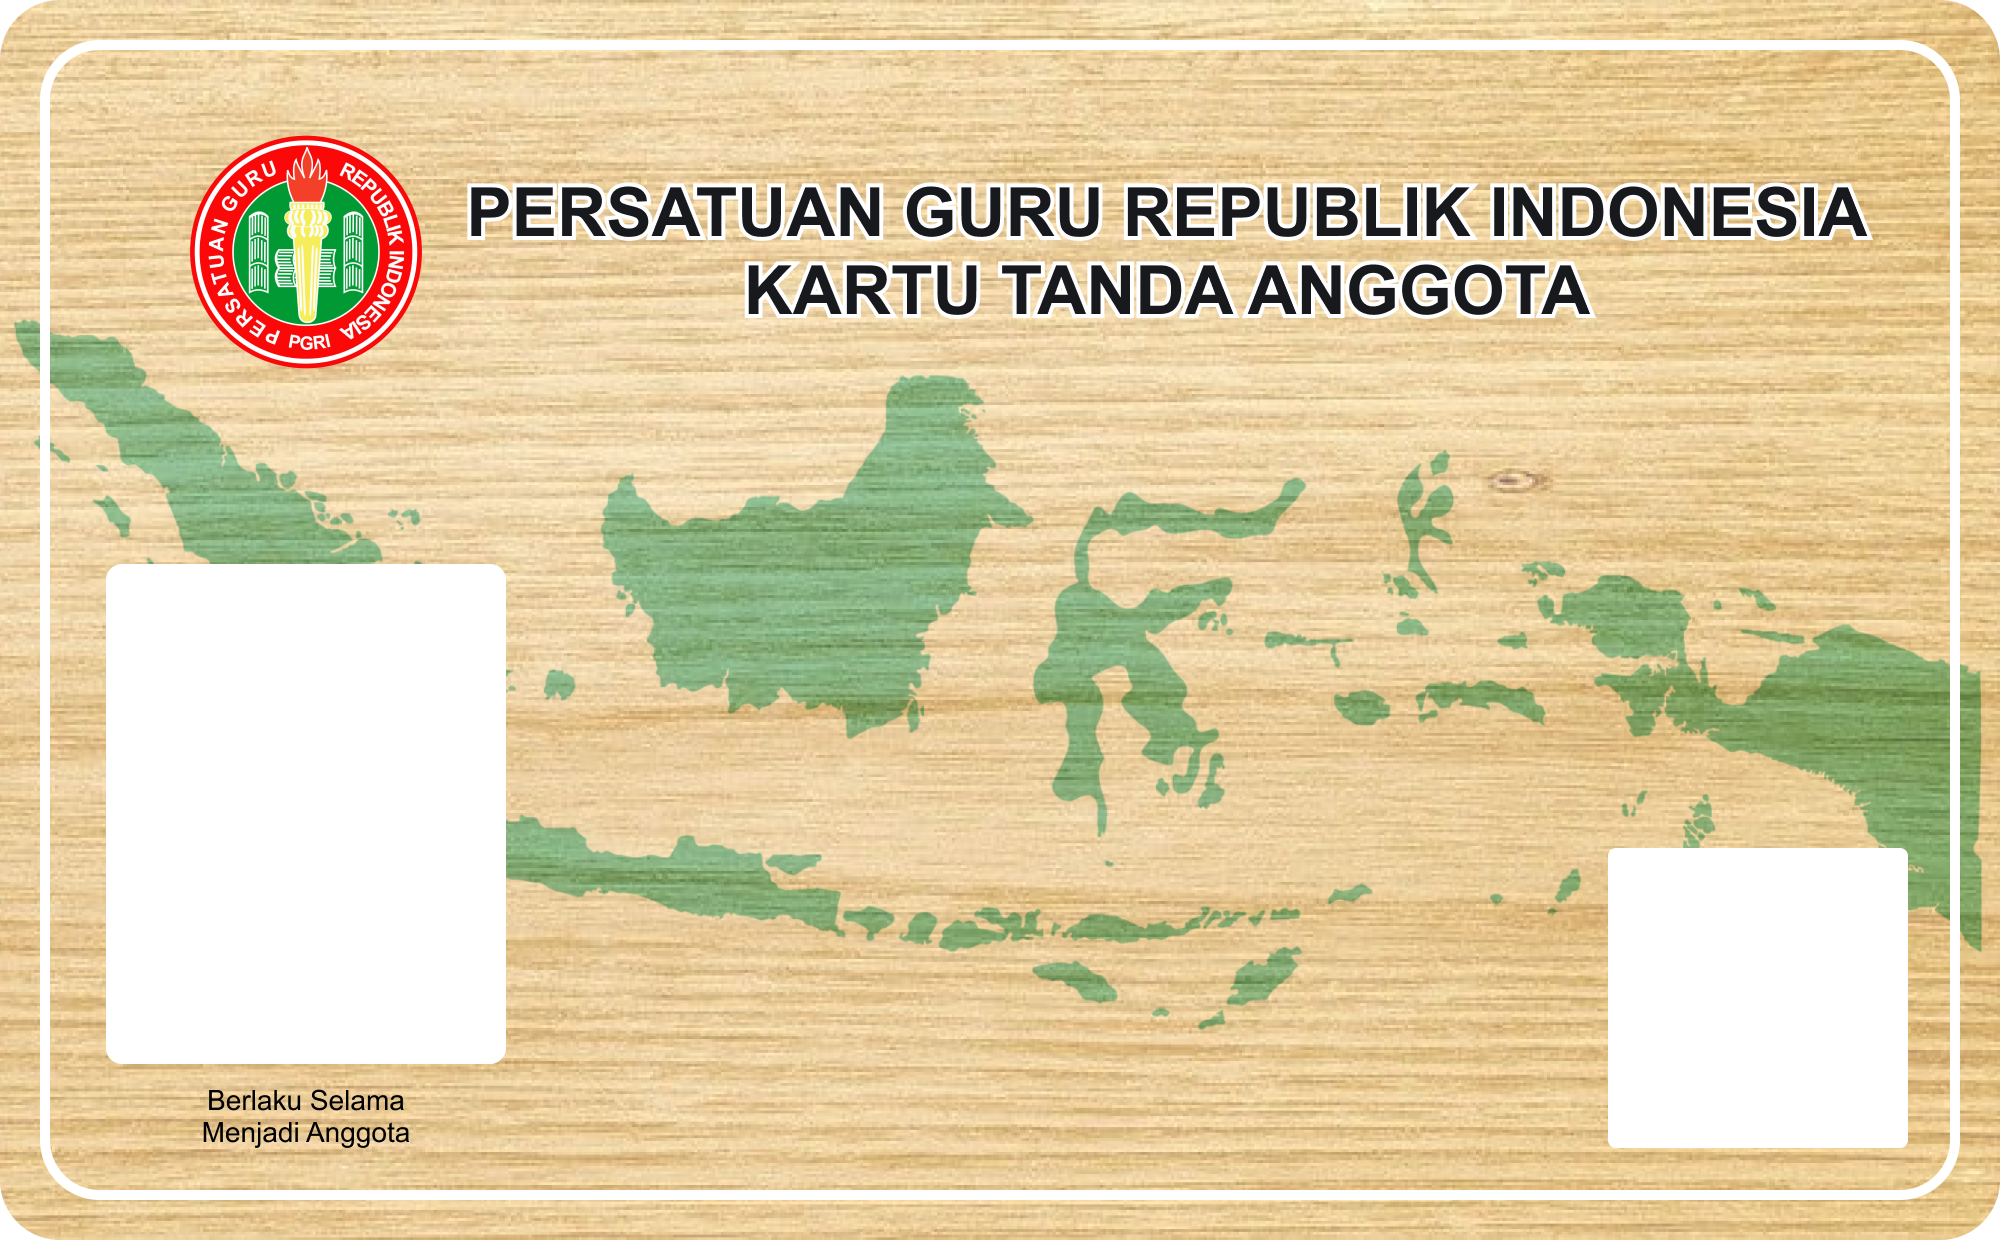 PERSATUAN GURU REPUBLIK INDONESIA
PGRI
PERSATUAN GURU REPUBLIK INDONESIA
KARTU TANDA ANGGOTA
Berlaku Selama
Menjadi Anggota